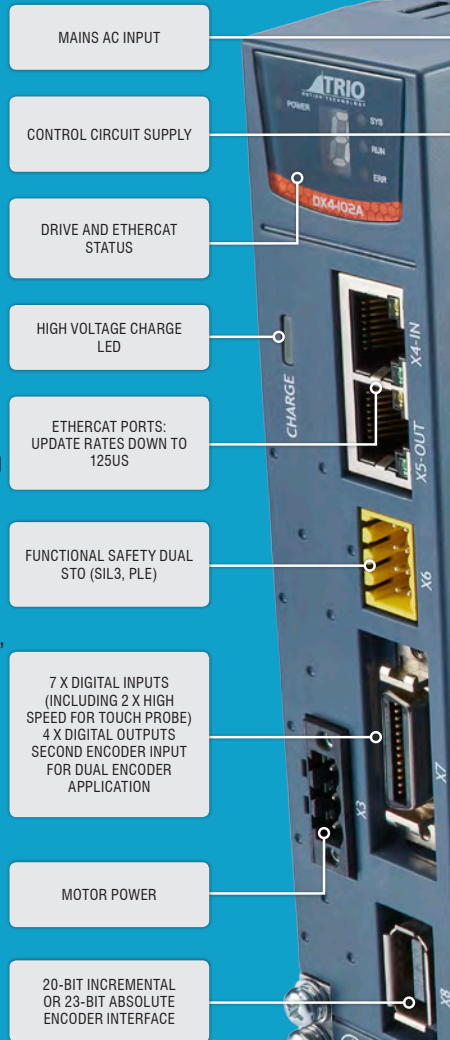 MAINS AC INPUT
CONTROL CIRCUIT SUPPLY
DRIVE AND ETHERCAT
STATUS
HIGH VOLTAGE CHARGE
LED
ETHERCAT PORTS:
UPDATE RATES DOWN TO
125US
FUNCTIONAL SAFETY DUAL
STO (SIL3, PLE)
7 X DIGITAL INPUTS
(INCLUDING 2 X HIGH
SPEED FOR TOUCH PROBE)
4 X DIGITAL OUTPUTS
SECOND ENCODER INPUT
FOR DUAL ENCODER
APPLICATION
MOTOR POWER
20-BIT INCREMENTAL
OR 23-BIT ABSOLUTE
ENCODER INTERFACE
TRIO
MOTION TECHNOLOGY
POWER
SYS
RUN
ERR
DX4-102A
CHARGE
X4-IN
X5-OUT
X6
X7
X3
X8